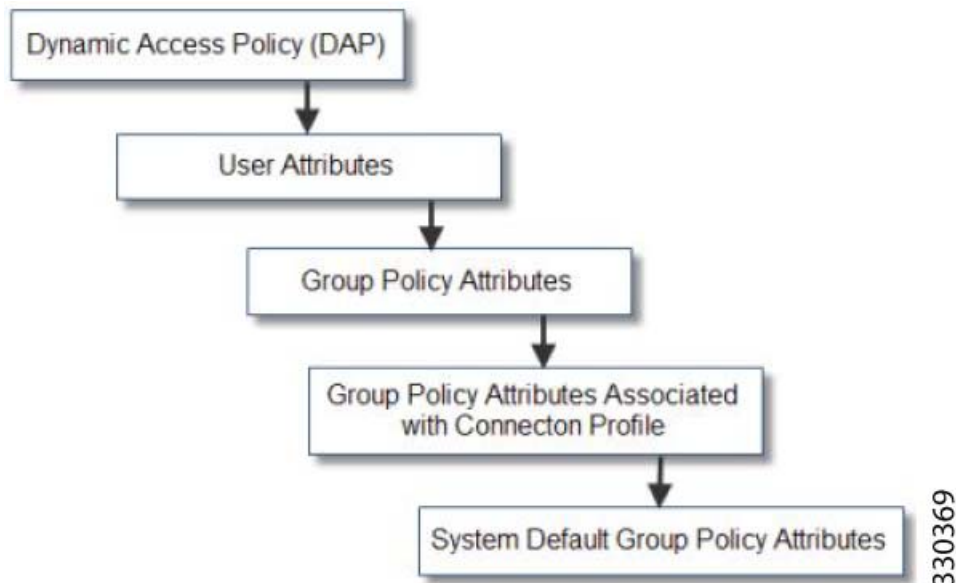 Dynamic Access Policy (DAP)
User Attributes
Group Policy Attributes
Group Policy Attributes Associated
with Connecton Profile
System Default Group Policy Attributes
330369